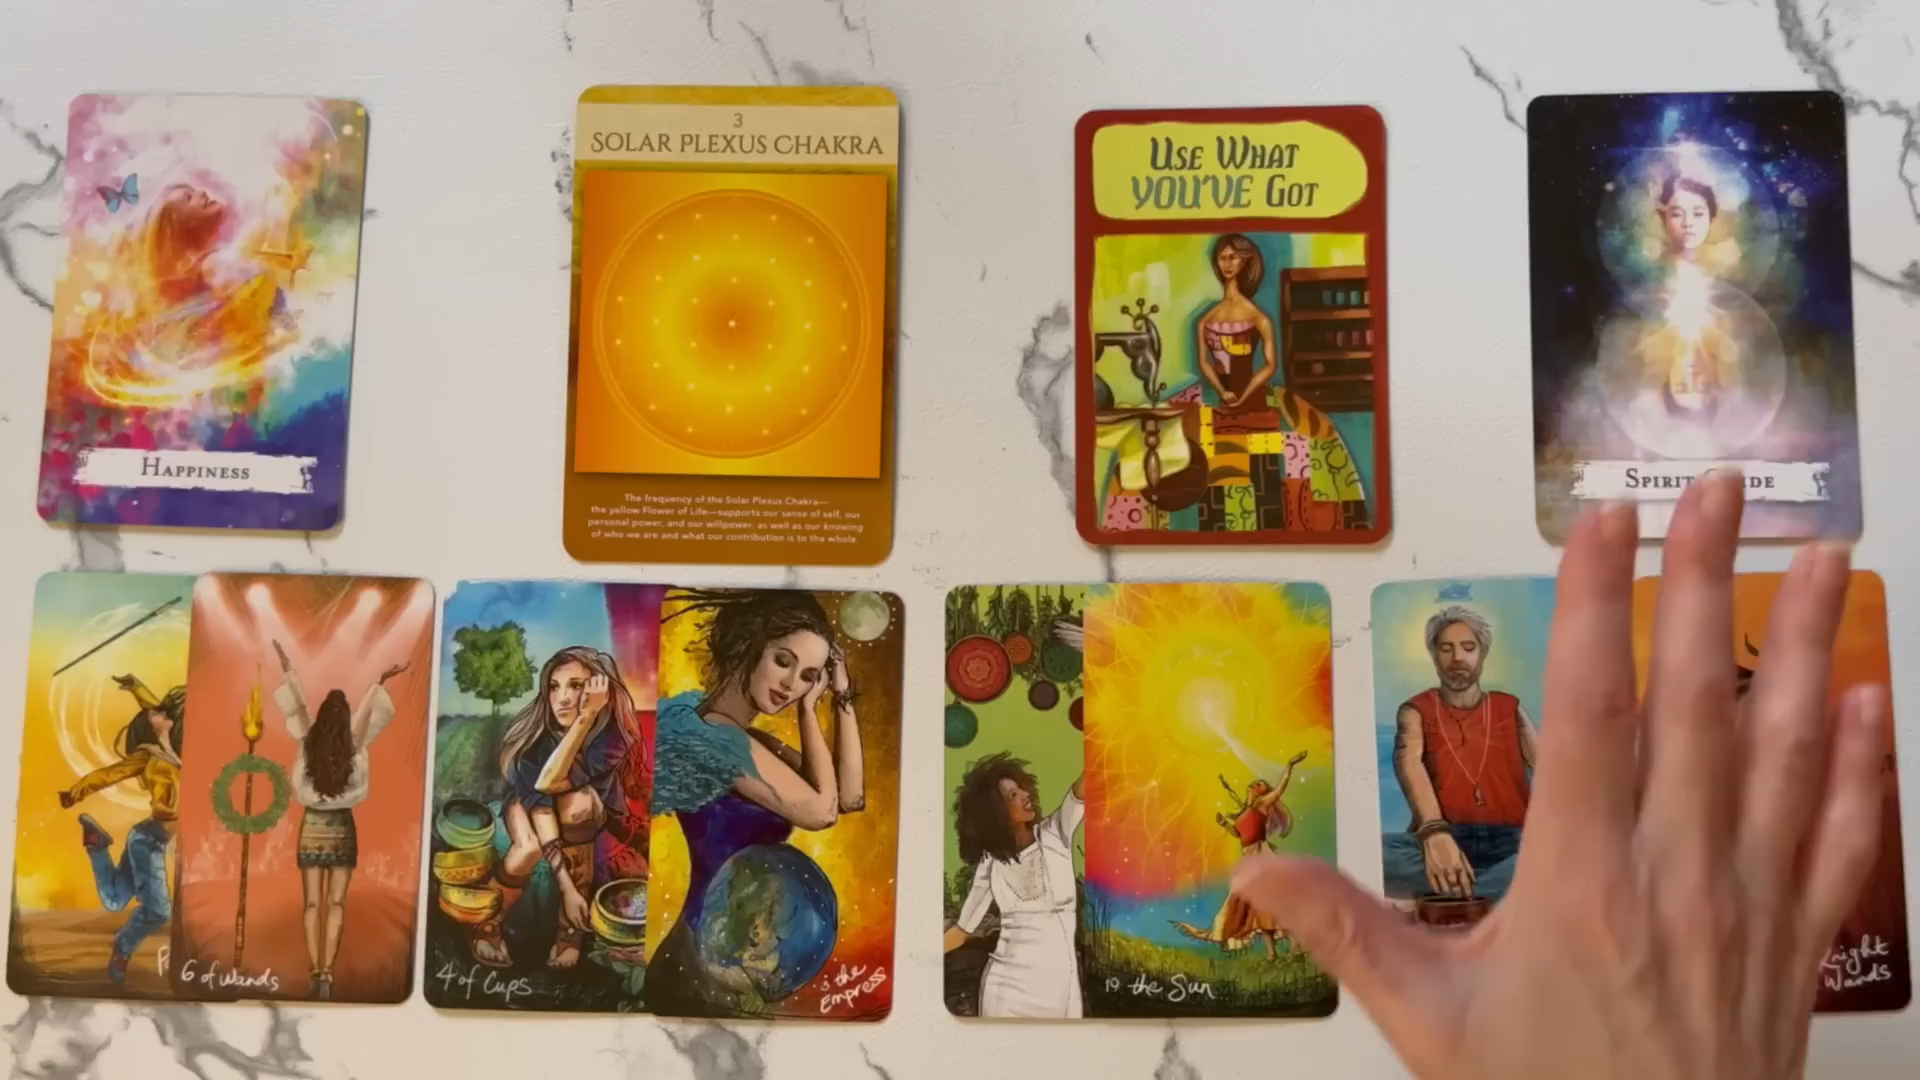 3
SOLAR PLEXUS CHAKRA
USE WHAT
YOU'VE GOT
HAPPINESS
The frequency of the Solar Plexus Chakra—
the yellow Flower of Life—supports our sense of self, our
personal power, and our willpower, as well as our knowing
of who we are and what our contribution is to the whole.
SPIRIT
6 of Wands
4 of Cups
3 the
Empress
19 the Sun
Knight
Wands